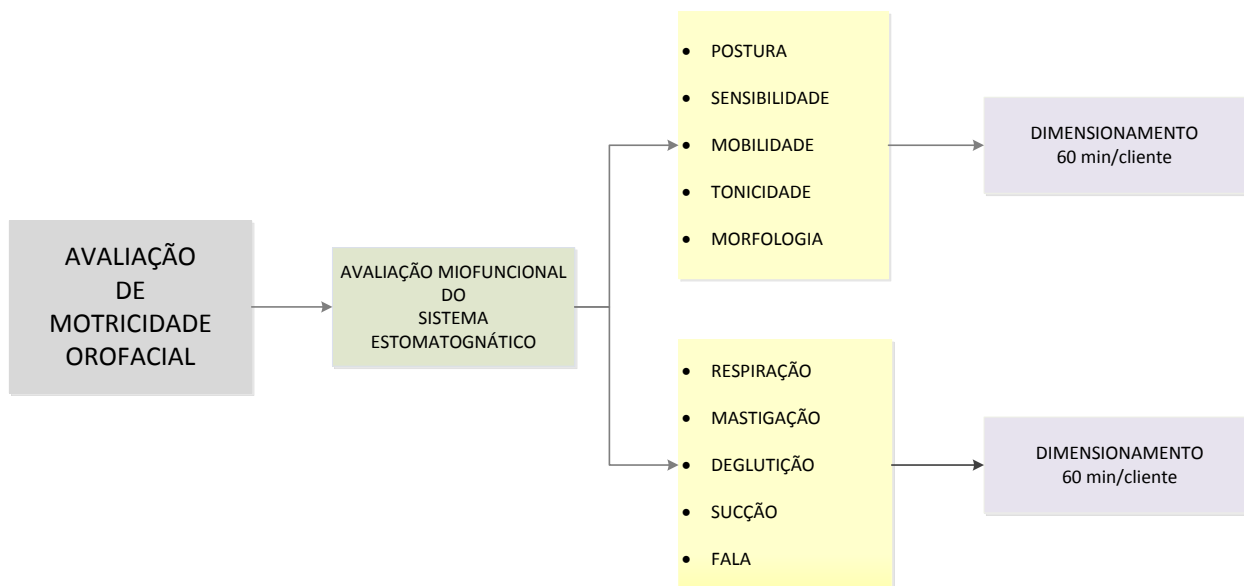 AVALIAÇÃO
DE
MOTRICIDADE
OROFACIAL
AVALIAÇÃO MIOFUNCIONAL
DO
SISTEMA
ESTOMATOGNÁTICO
• POSTURA
• SENSIBILIDADE
• MOBILIDADE
• TONICIDADE
• MORFOLOGIA
DIMENSIONAMENTO
60 min/cliente
• RESPIRAÇÃO
• MASTIGAÇÃO
• DEGLUTIÇÃO
• SUCÇÃO
• FALA
DIMENSIONAMENTO
60 min/cliente